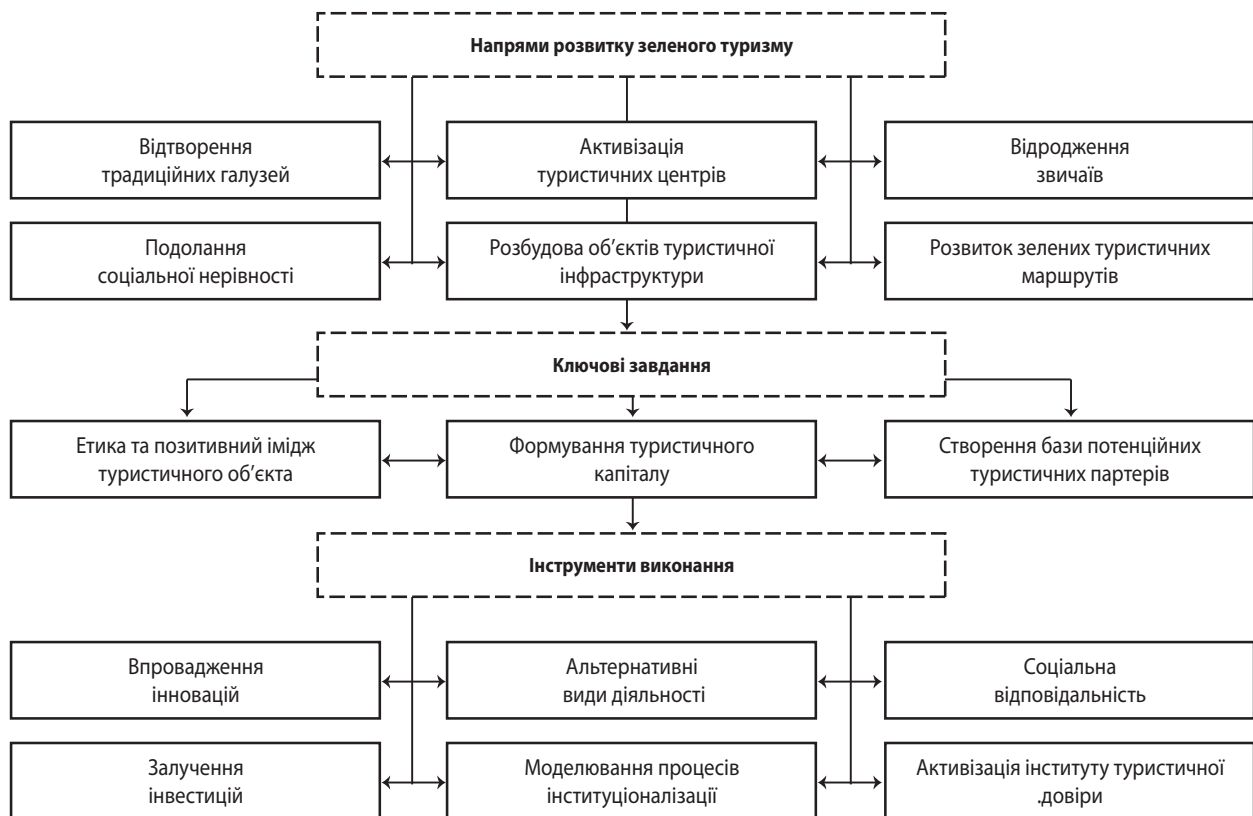 Напрями розвитку зеленого туризму
Відтворення
традиційних галузей
Активізація
туристичних центрів
Відродження
звичаїв
Подолання
соціальної нерівності
Розбудова об’єктів туристичної
інфраструктури
Розвиток зелених туристичних
маршрутів
Ключові завдання
Етика та позитивний імідж
туристичного об’єкта
Формування туристичного
капіталу
Створення бази потенційних
туристичних партерів
Інструменти виконання
Впровадження
інновацій
Альтернативні
види діяльності
Соціальна
відповідальність
Залучення
інвестицій
Моделювання процесів
інституціоналізації
Активізація інституту туристичної
.довіри